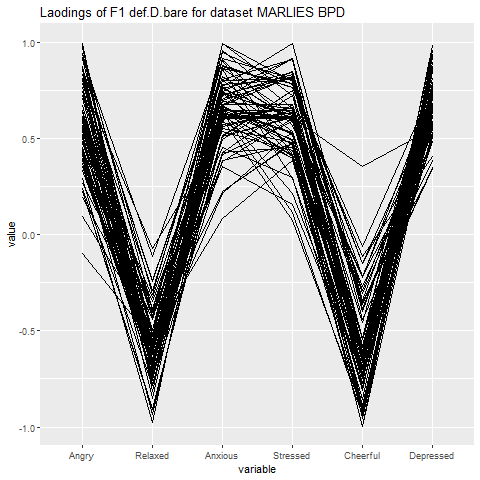 Laodings of F1 def.D.bare for dataset MARLIES BPD
1.0
0.5
0.0
-0.5
-1.0
value
Angry Relaxed Anxious Stressed Cheerful Depressed
variable